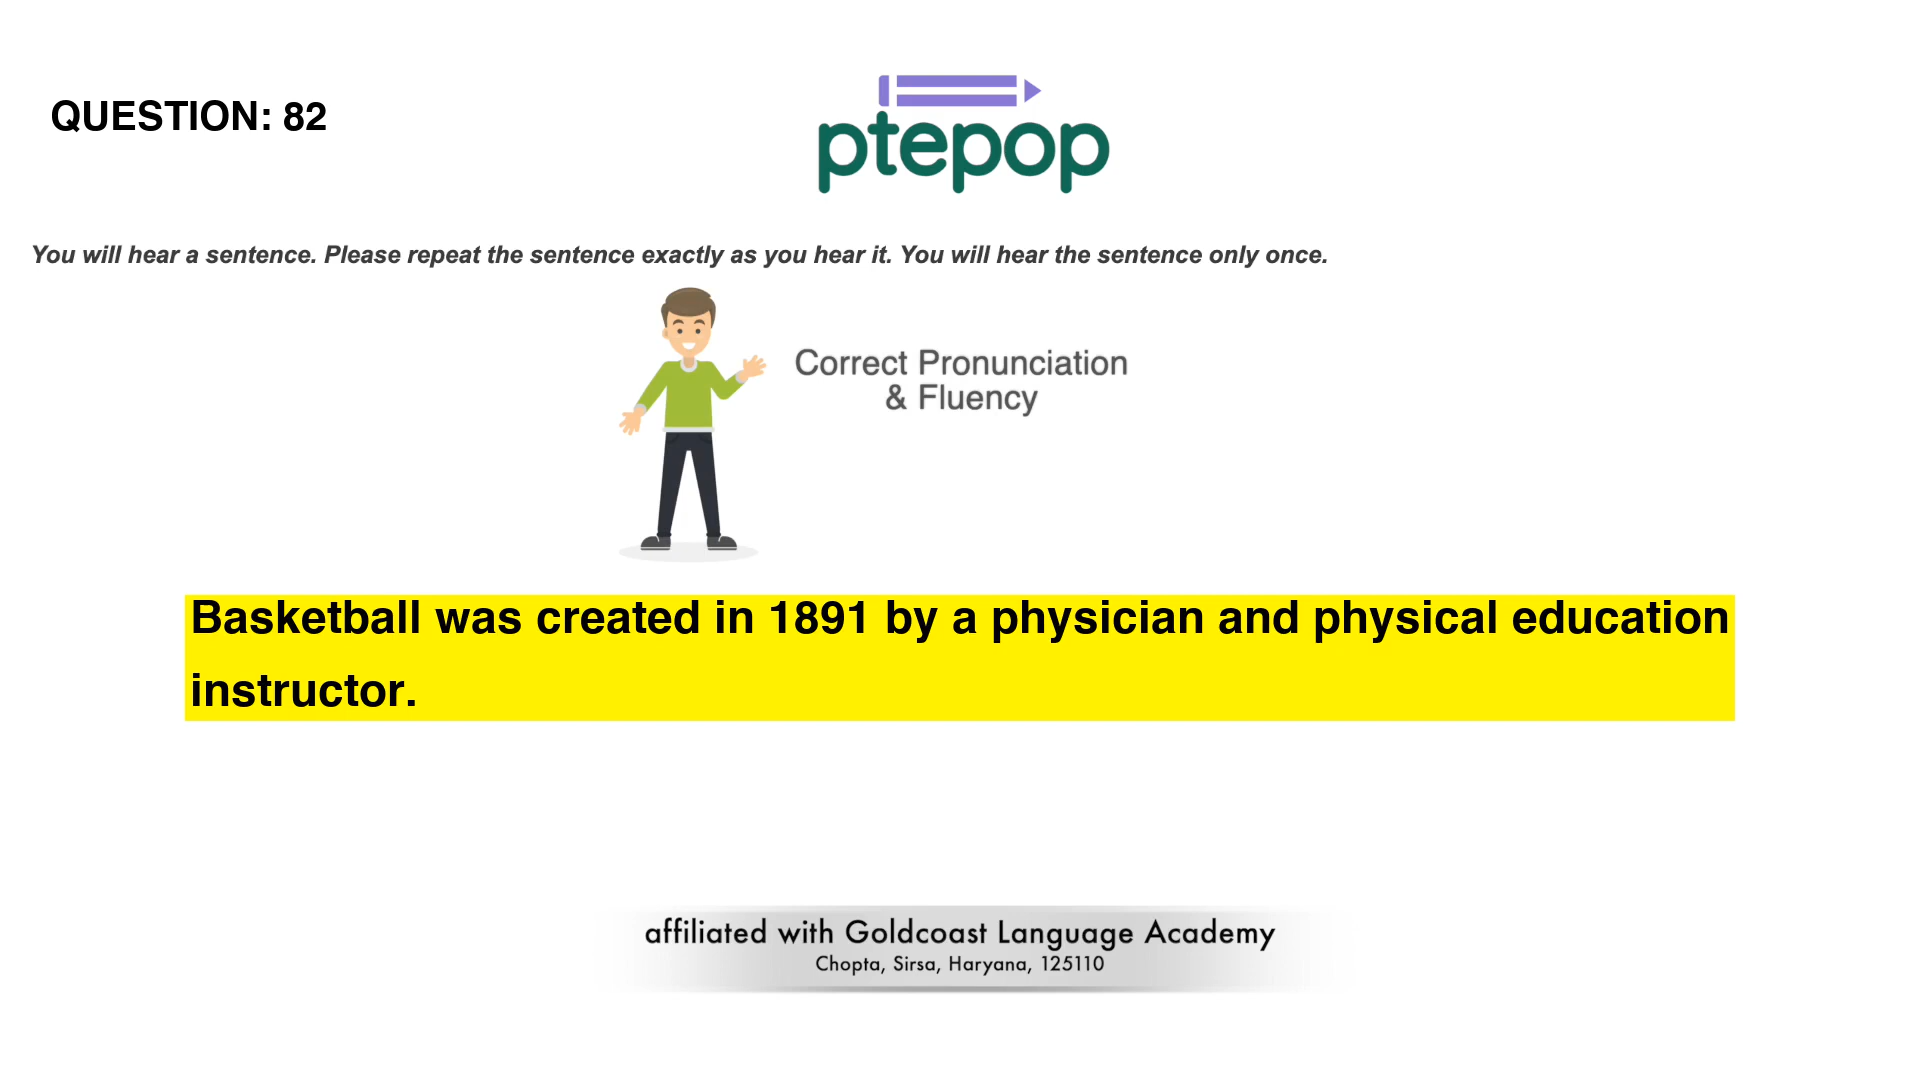 QUESTION: 82
ptepop
You will hear a sentence. Please repeat the sentence exactly as you hear it. You will hear the sentence only once.
Correct Pronunciation
& Fluency
Basketball was created in 1891 by a physician and physical education
instructor.
affiliated with Goldcoast Language Academy
Chopta, Sirsa, Haryana, 125110